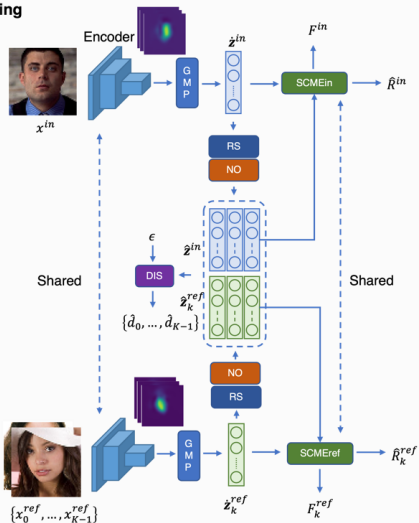 ing
Encoder
G
M
P
ż^{in}
F^{in}
SCMEin
R̂^{in}
x^{in}
RS
NO
ẑ^{in}
ϵ
Shared
DIS
Shared
ẑ_k^{ref}
{d̂_0, …, d̂_{K−1}}
NO
RS
G
M
P
SCMEref
R̂_k^{ref}
ż_k^{ref}
F_k^{ref}
{x_0^{ref}, …, x_{K−1}^{ref}}